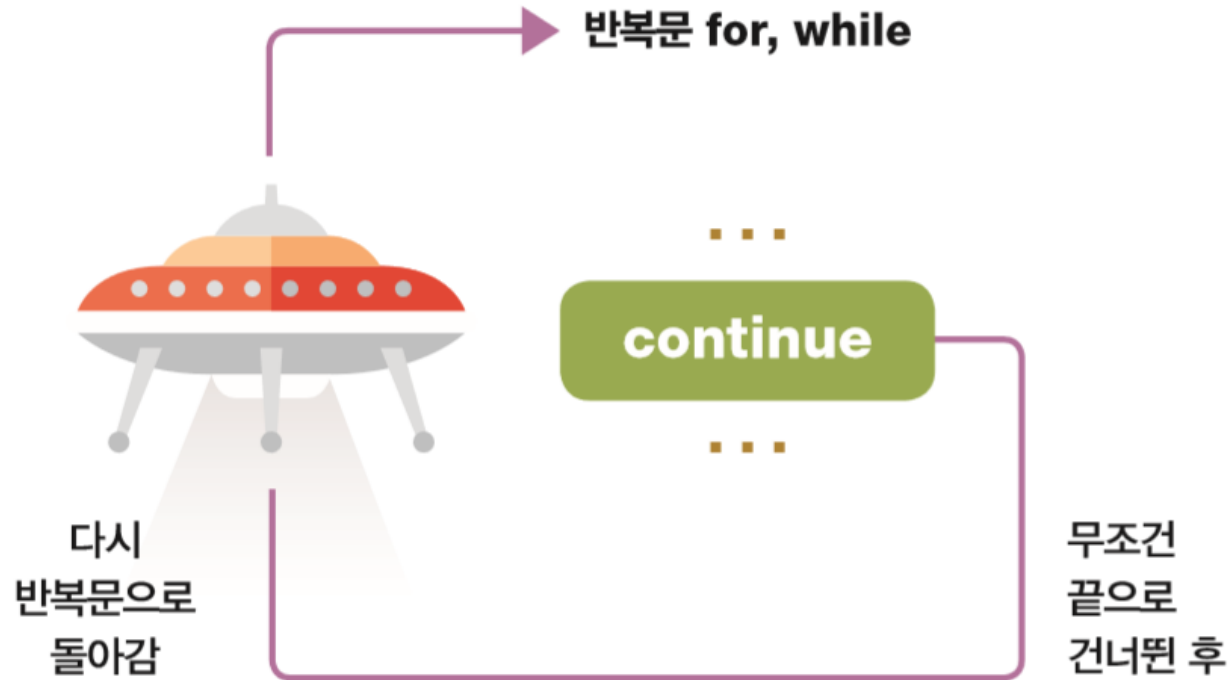 반복문 for, while
...
continue
...
다시
반복문으로
돌아감
무조건
끝으로
건너뛴 후